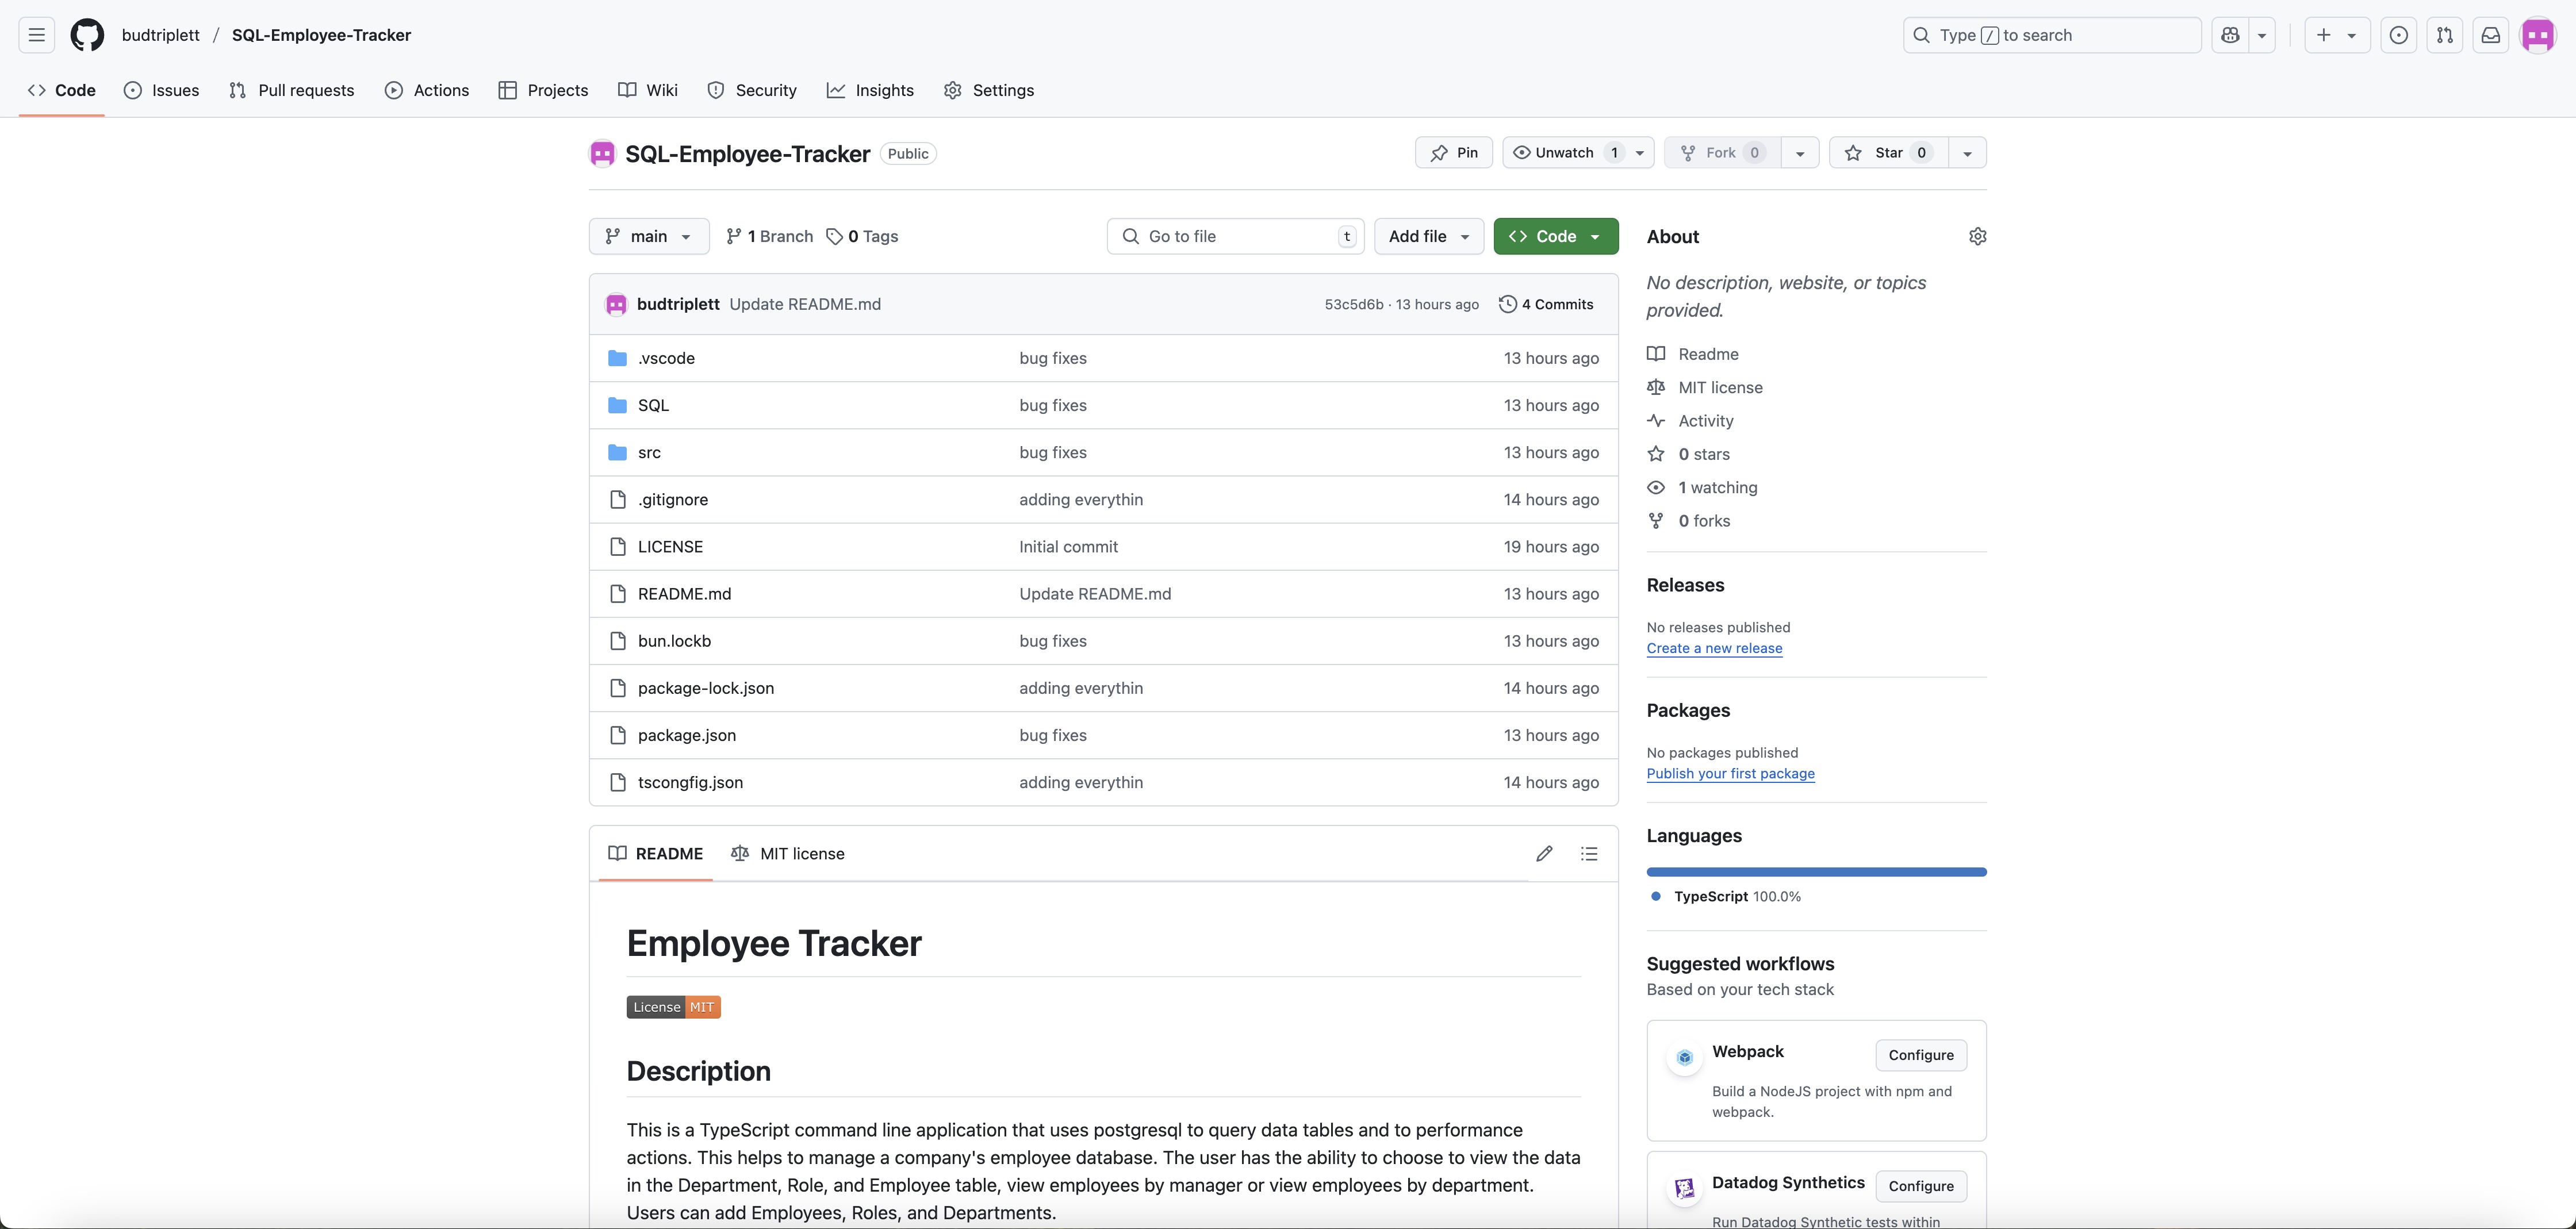 budtriplett / SQL-Employee-Tracker
Type / to search
Code Issues Pull requests Actions Projects Wiki Security Insights Settings
SQL-Employee-Tracker Public
Pin Unwatch 1 Fork 0 Star 0
main 1 Branch 0 Tags Go to file t Add file Code
budtriplett Update README.md 53c5d6b · 13 hours ago 4 Commits
.vscode bug fixes 13 hours ago
SQL bug fixes 13 hours ago
src bug fixes 13 hours ago
.gitignore adding everythin 14 hours ago
LICENSE Initial commit 19 hours ago
README.md Update README.md 13 hours ago
bun.lockb bug fixes 13 hours ago
package-lock.json adding everythin 14 hours ago
package.json bug fixes 13 hours ago
tscongfig.json adding everythin 14 hours ago
README MIT license
Employee Tracker
License MIT
Description
This is a TypeScript command line application that uses postgresql to query data tables and to performance
actions. This helps to manage a company's employee database. The user has the ability to choose to view the data
in the Department, Role, and Employee table, view employees by manager or view employees by department.
Users can add Employees, Roles, and Departments.
About
No description, website, or topics
provided.
Readme
MIT license
Activity
0 stars
1 watching
0 forks
Releases
No releases published
Create a new release
Packages
No packages published
Publish your first package
Languages
TypeScript 100.0%
Suggested workflows
Based on your tech stack
Webpack Configure
Build a NodeJS project with npm and
webpack.
Datadog Synthetics Configure
Run Datadog Synthetic tests within